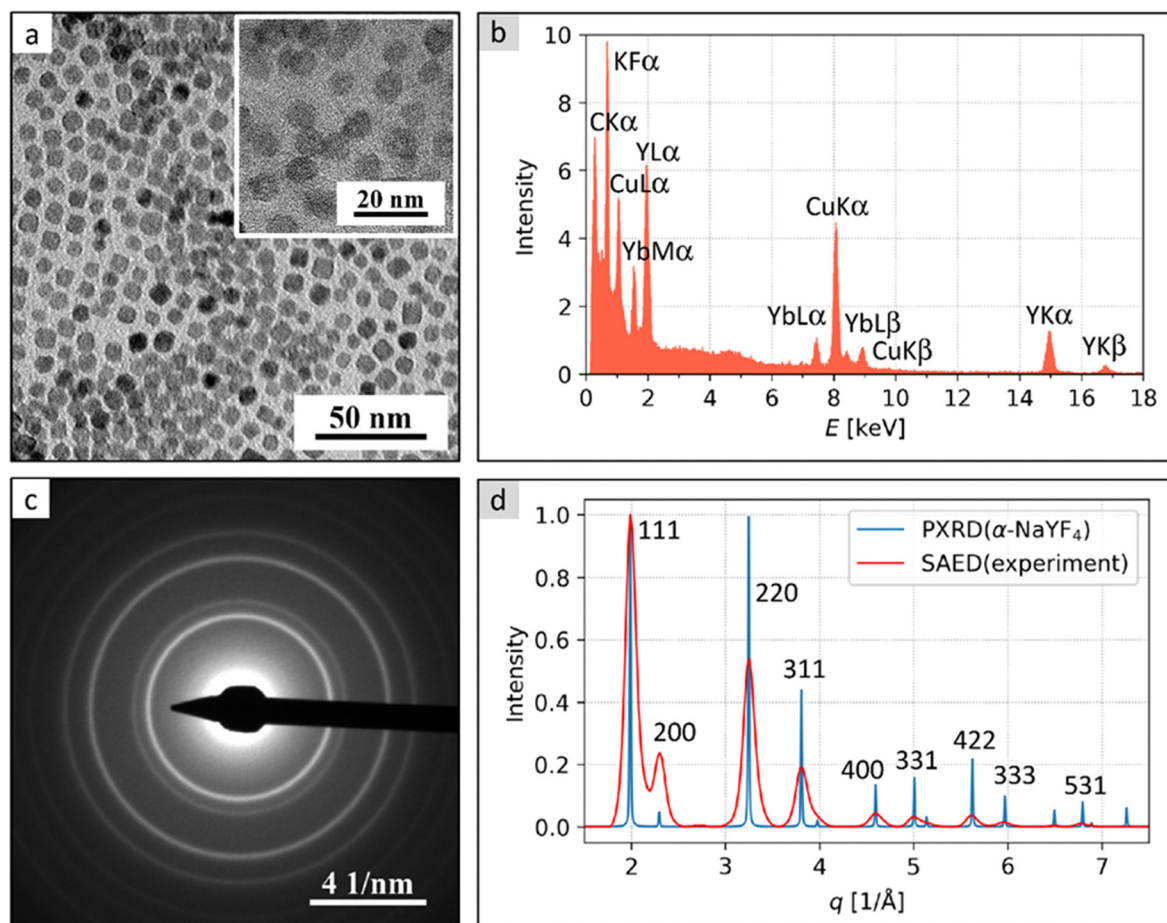 a
20 nm
50 nm
b
10
8
6
4
2
0
Intensity
KFα
CKα
YLα
CuLα
YbMα
CuKα
YbLα
YbLβ
CuKβ
YKα
YKβ
0 2 4 6 8 10 12 14 16 18
E [keV]
c
4 1/nm
d
1.0
0.8
0.6
0.4
0.2
0.0
Intensity
PXRD(α-NaYF₄)
SAED(experiment)
111
200
220
311
400
331
422
333
531
2 3 4 5 6 7
q [1/Å]